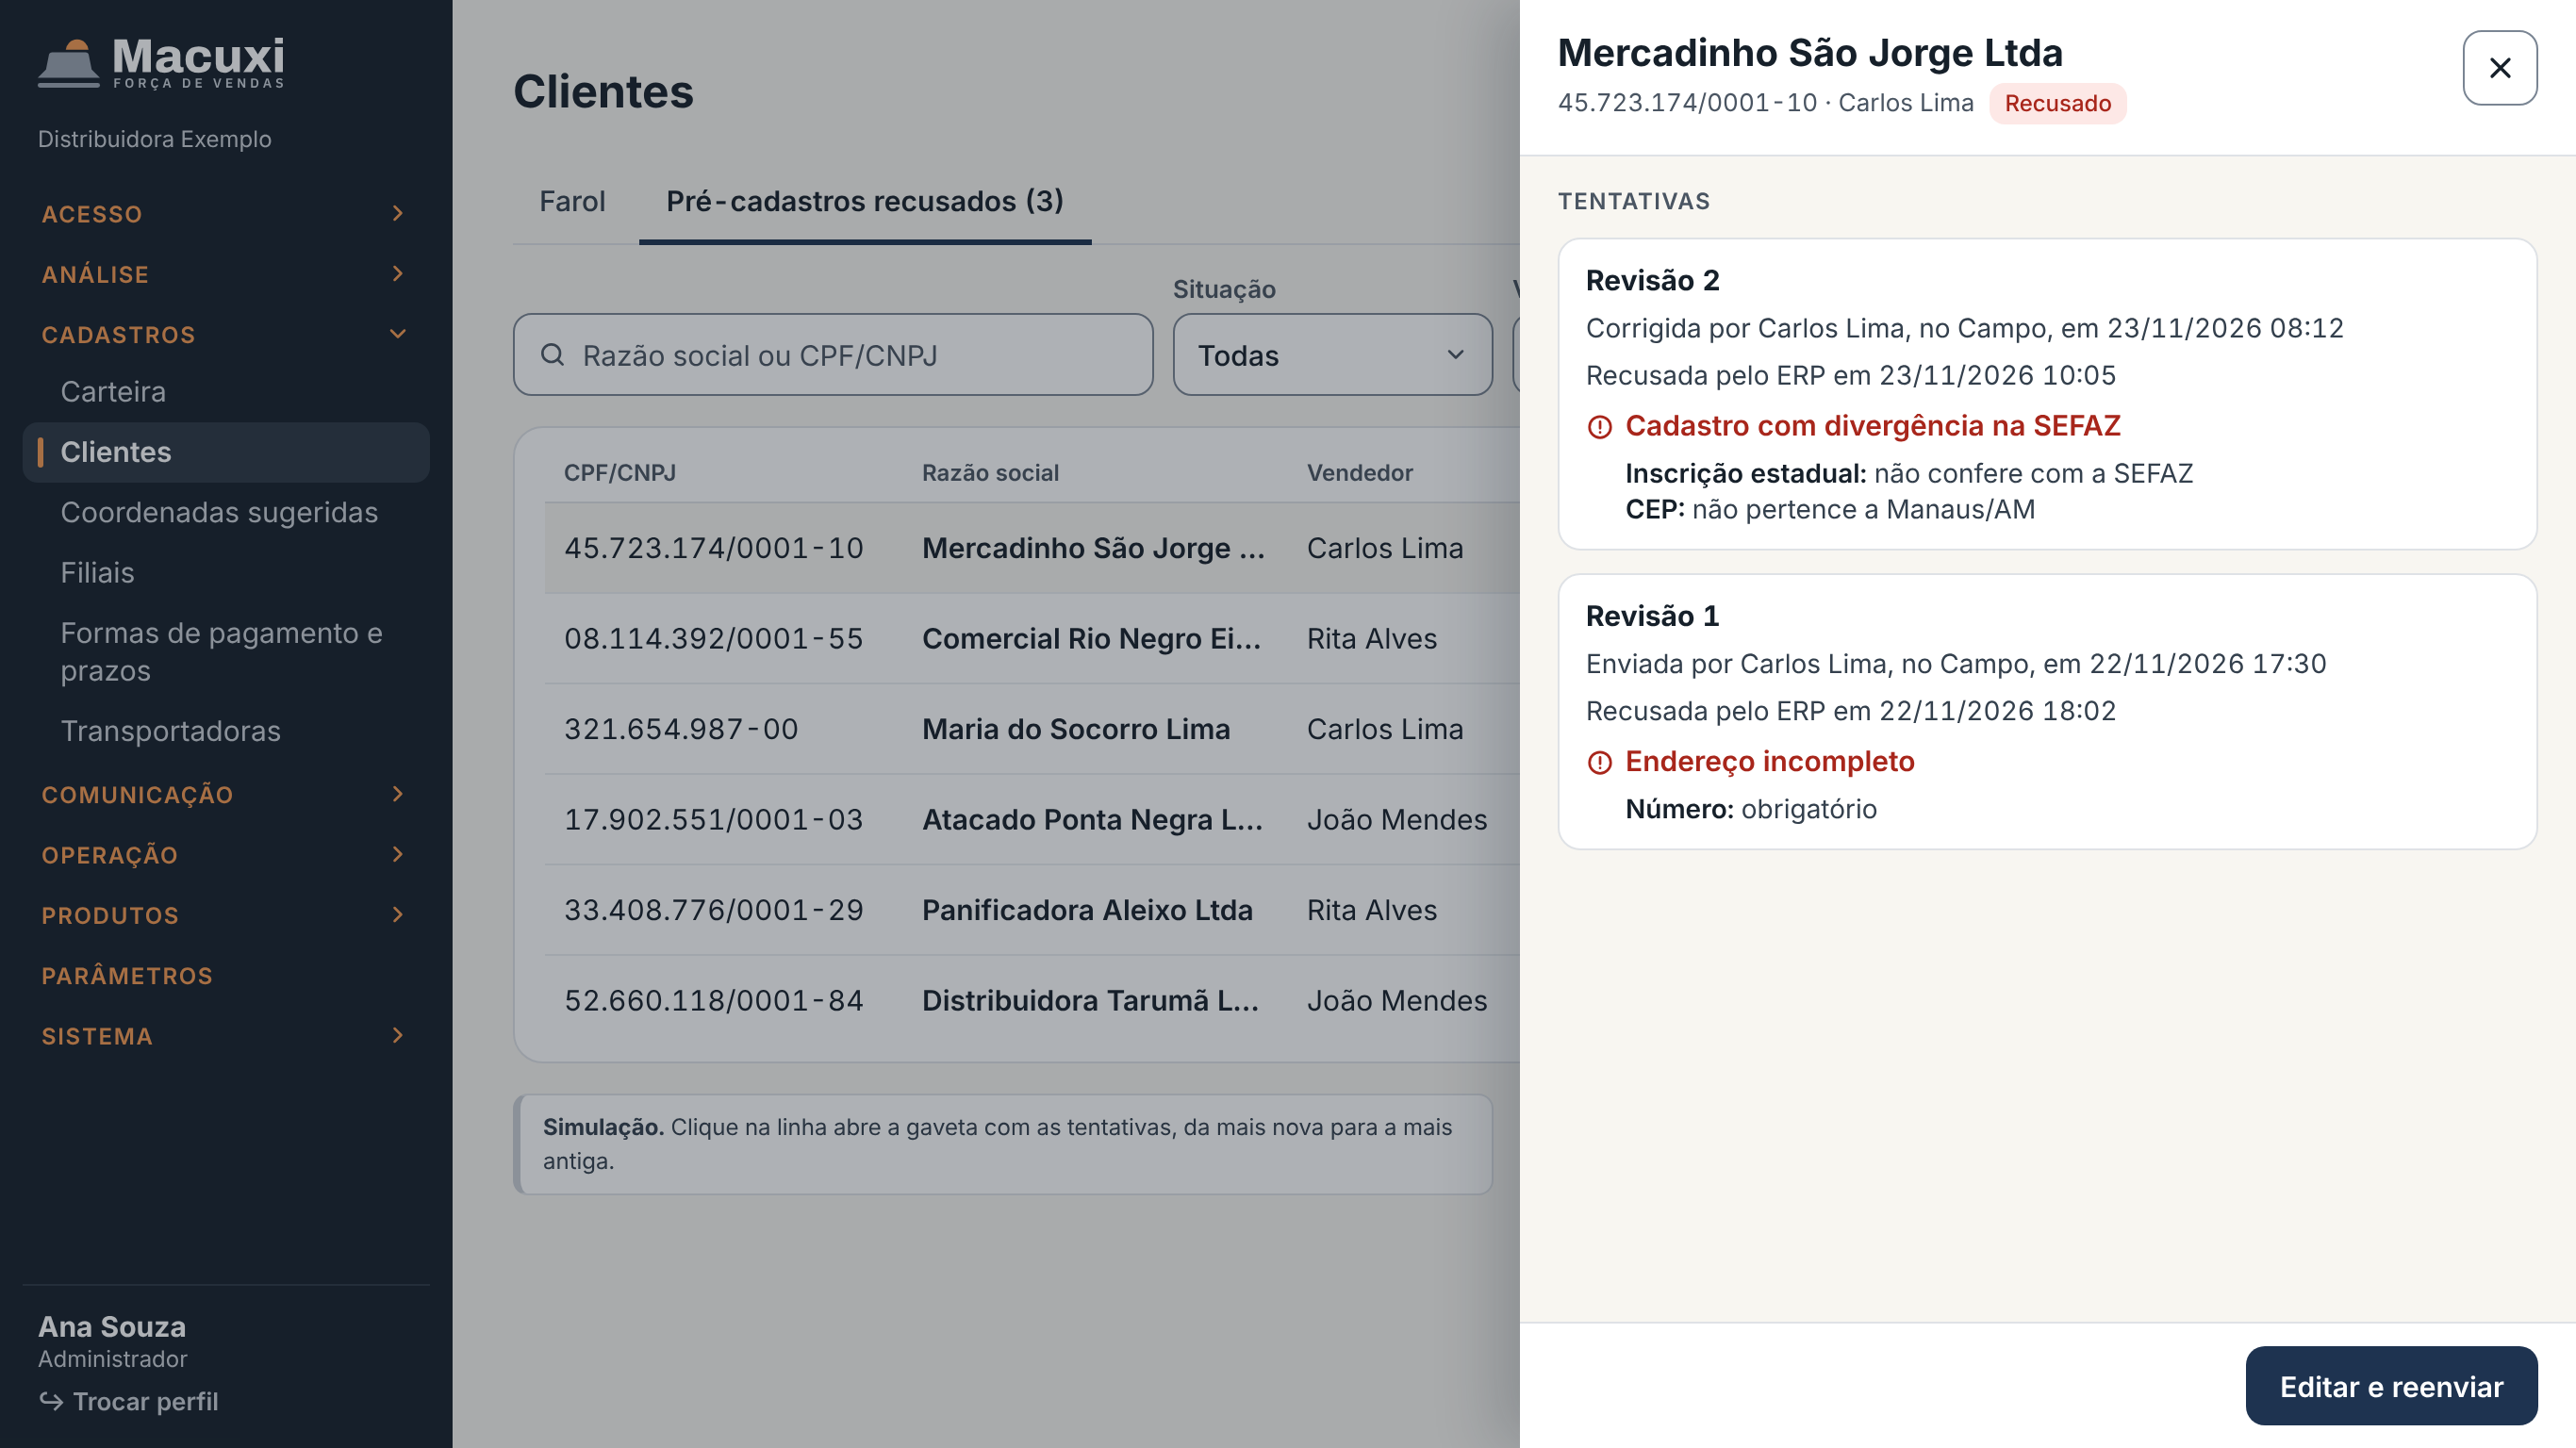 Macuxi
FORÇA DE VENDAS
Distribuidora Exemplo
ACESSO
ANÁLISE
CADASTROS
Carteira
Clientes
Coordenadas sugeridas
Filiais
Formas de pagamento e
prazos
Transportadoras
COMUNICAÇÃO
OPERAÇÃO
PRODUTOS
PARÂMETROS
SISTEMA
Ana Souza
Administrador
Trocar perfil
Clientes
Farol
Pré-cadastros recusados (3)
Situação
Razão social ou CPF/CNPJ
Todas
CPF/CNPJ Razão social Vendedor
45.723.174/0001-10 Mercadinho São Jorge ... Carlos Lima
08.114.392/0001-55 Comercial Rio Negro Ei... Rita Alves
321.654.987-00 Maria do Socorro Lima Carlos Lima
17.902.551/0001-03 Atacado Ponta Negra L... João Mendes
33.408.776/0001-29 Panificadora Aleixo Ltda Rita Alves
52.660.118/0001-84 Distribuidora Tarumã L... João Mendes
Simulação. Clique na linha abre a gaveta com as tentativas, da mais nova para a mais
antiga.
Mercadinho São Jorge Ltda
45.723.174/0001-10 · Carlos Lima Recusado
TENTATIVAS
Revisão 2
Corrigida por Carlos Lima, no Campo, em 23/11/2026 08:12
Recusada pelo ERP em 23/11/2026 10:05
Cadastro com divergência na SEFAZ
Inscrição estadual: não confere com a SEFAZ
CEP: não pertence a Manaus/AM
Revisão 1
Enviada por Carlos Lima, no Campo, em 22/11/2026 17:30
Recusada pelo ERP em 22/11/2026 18:02
Endereço incompleto
Número: obrigatório
Editar e reenviar